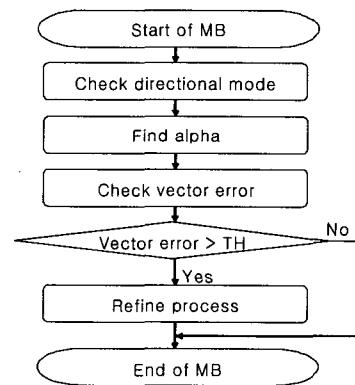 Start of MB
Check directional mode
Find alpha
Check vector error
Vector error > TH
No
Yes
Refine process
End of MB